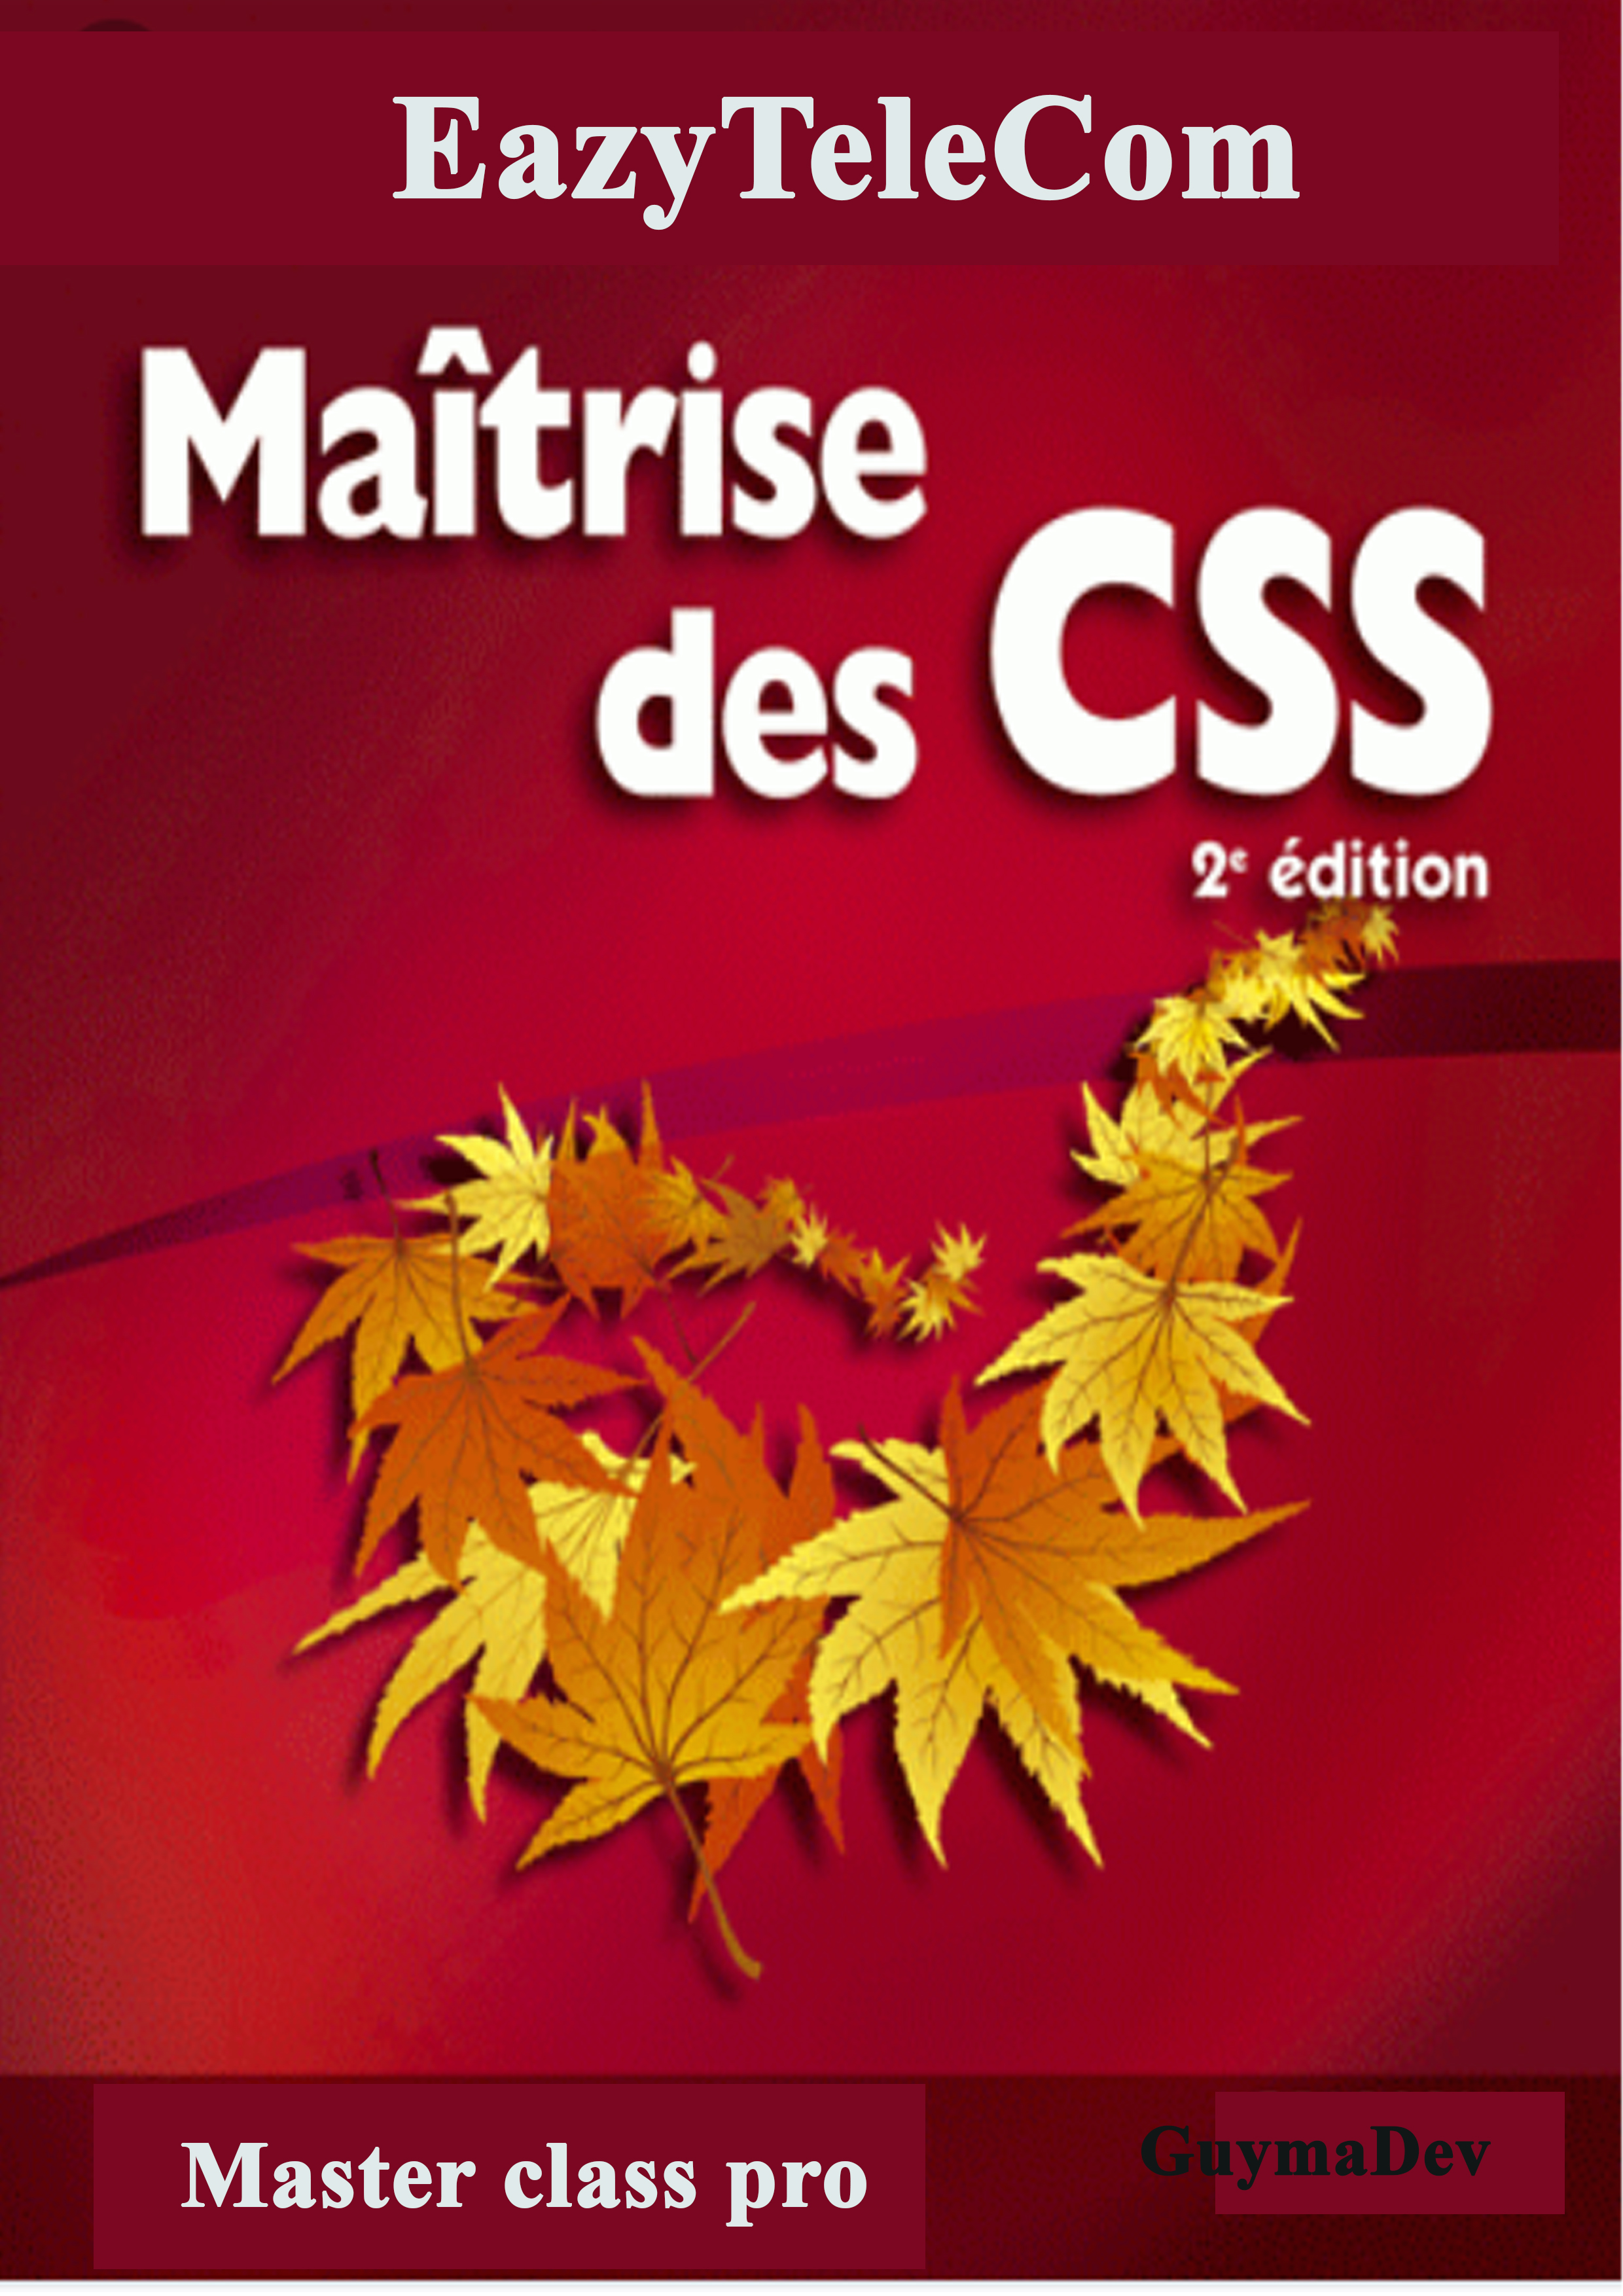 EazyTeleCom
Maîtrise
des CSS
2e édition
Master class pro
GuymaDev